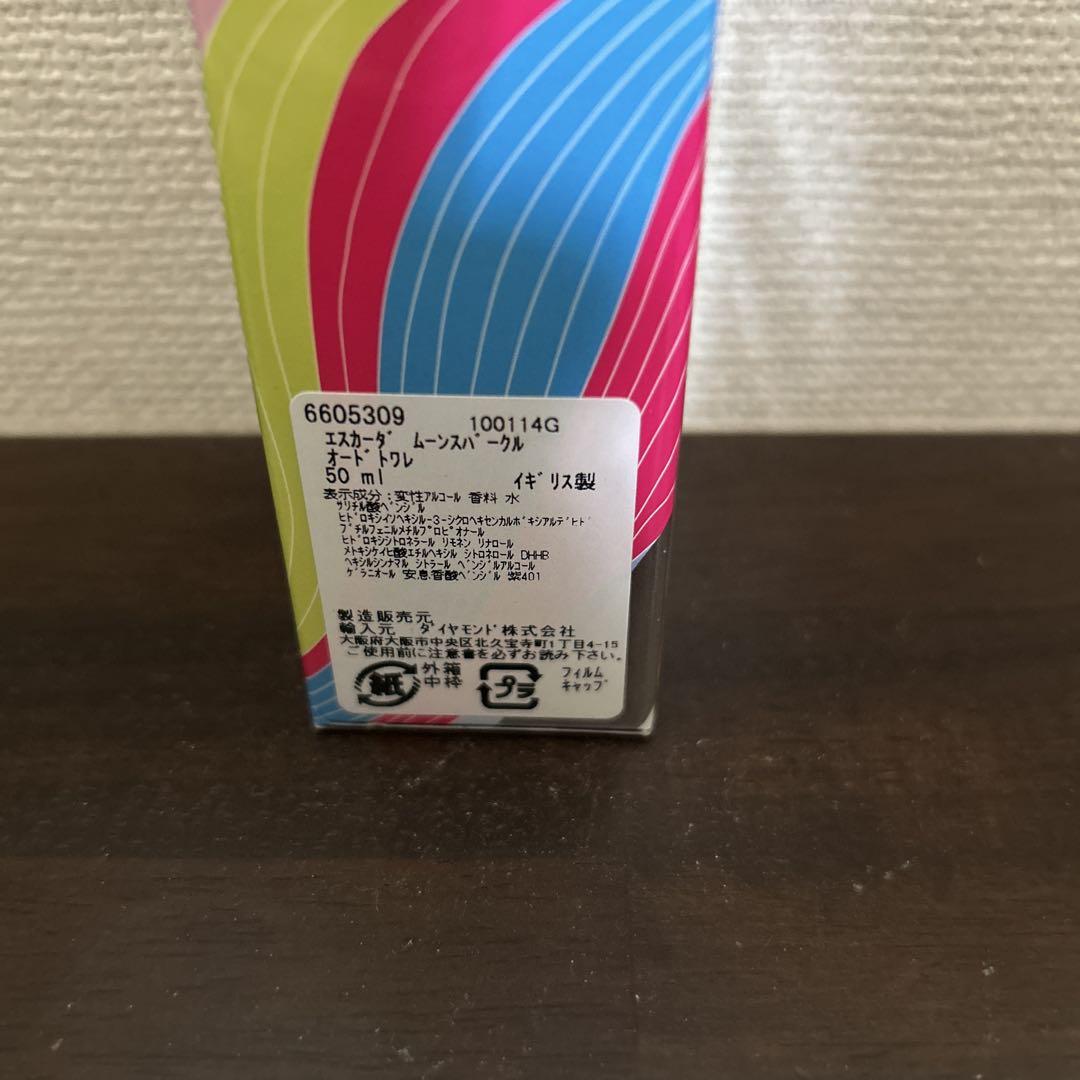 6605309 100114G
エスカーダ ムーンスパークル
オードトワレ
50 ml イギリス製
表示成分:変性アルコール 香料 水
サリチル酸ベンジル
ヒドロキシイソヘキシル-3-シクロヘキセンカルボキシアルデヒド
ブチルフェニルメチルプロピオナール
ヒドロキシシトロネラール リモネン リナロール
メトキシケイヒ酸エチルヘキシル シトロネロール DHHB
ヘキシルシンナマル シトラール ベンジルアルコール
ゲラニオール 安息香酸ベンジル 紫401
製造販売元
輸入元 ダイヤモンド株式会社
大阪府大阪市中央区北久宝寺町1丁目4-15
ご使用前に注意書を必ずお読み下さい。
紙 外箱 プラ フィルム
中枠 キャップ